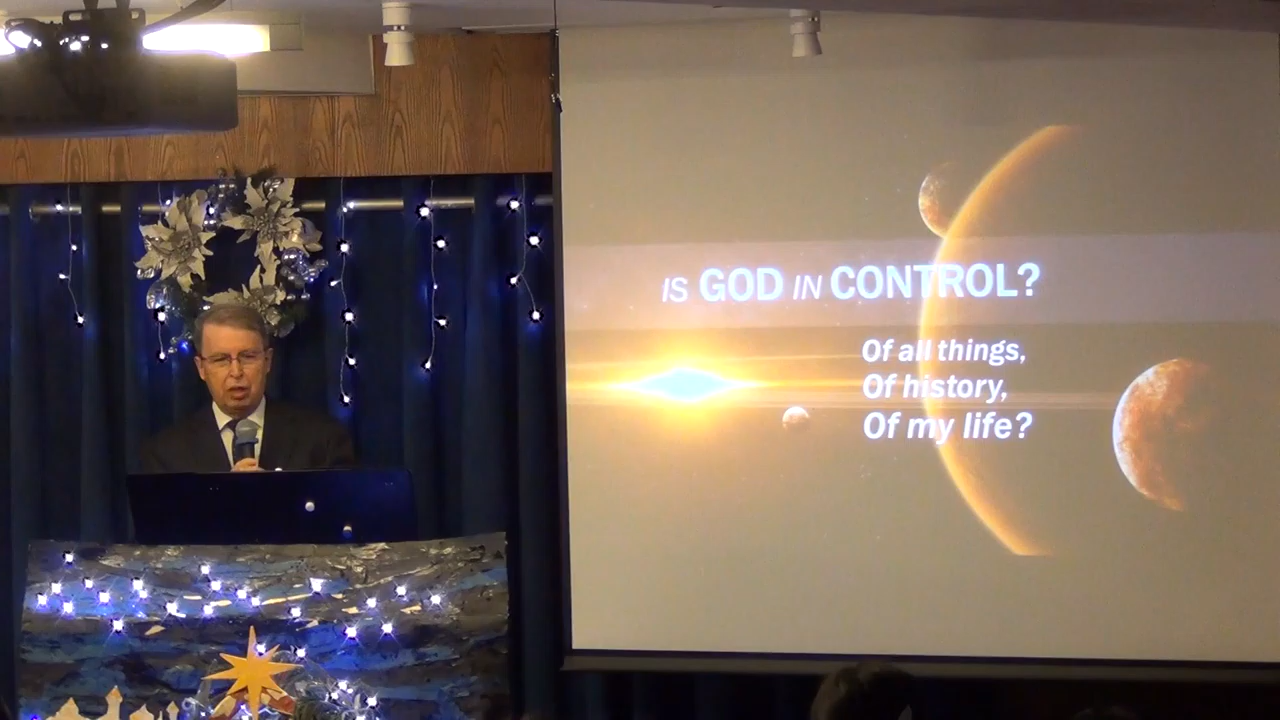 IS GOD IN CONTROL?
Of all things,
Of history,
Of my life?